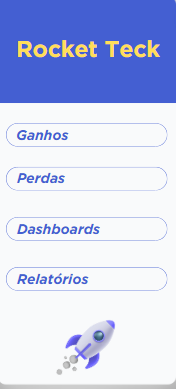 Rocket Teck
Ganhos
Perdas
Dashboards
Relatórios